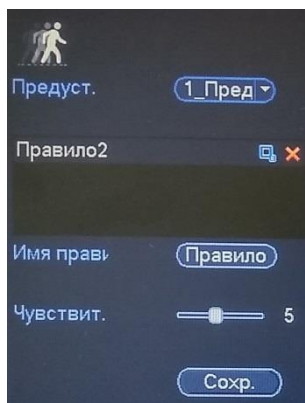 Предуст.
1_Пред
Правило2
Имя прави
Правило
Чувствит.
5
Сохр.